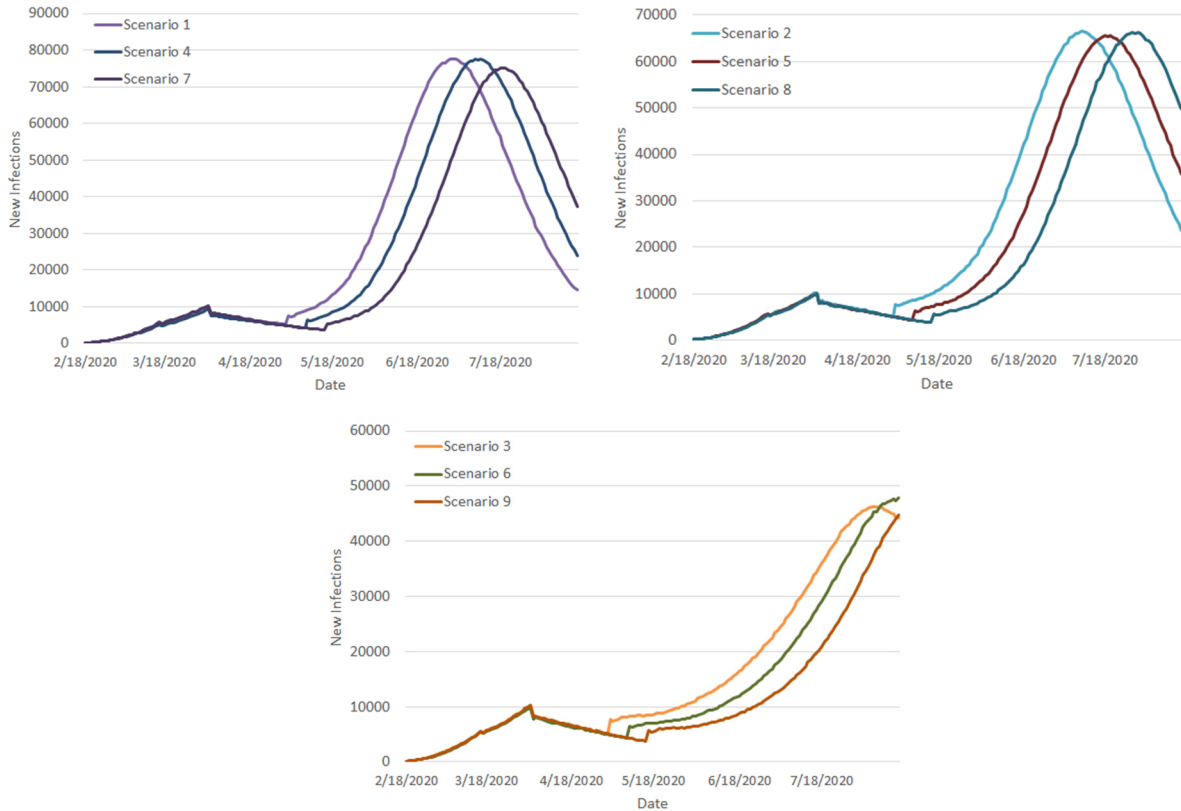 90000
80000
70000
60000
50000
40000
30000
20000
10000
0
New Infections
Scenario 1
Scenario 4
Scenario 7
2/18/2020 3/18/2020 4/18/2020 5/18/2020 6/18/2020 7/18/2020
Date
70000
60000
50000
40000
30000
20000
10000
0
New Infections
Scenario 2
Scenario 5
Scenario 8
2/18/2020 3/18/2020 4/18/2020 5/18/2020 6/18/2020 7/18/2020
Date
60000
50000
40000
30000
20000
10000
0
New Infections
Scenario 3
Scenario 6
Scenario 9
2/18/2020 3/18/2020 4/18/2020 5/18/2020 6/18/2020 7/18/2020
Date